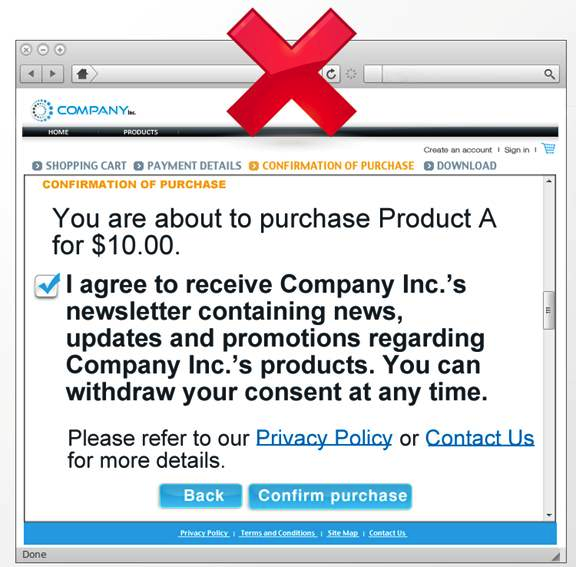 COMPANY Inc.
HOME PRODUCTS
Create an account | Sign in |
SHOPPING CART PAYMENT DETAILS CONFIRMATION OF PURCHASE DOWNLOAD
CONFIRMATION OF PURCHASE
You are about to purchase Product A
for $10.00.
I agree to receive Company Inc.’s
newsletter containing news,
updates and promotions regarding
Company Inc.’s products. You can
withdraw your consent at any time.
Please refer to our Privacy Policy or Contact Us
for more details.
Back Confirm purchase
Privacy Policy | Terms and Conditions | Site Map | Contact Us
Done